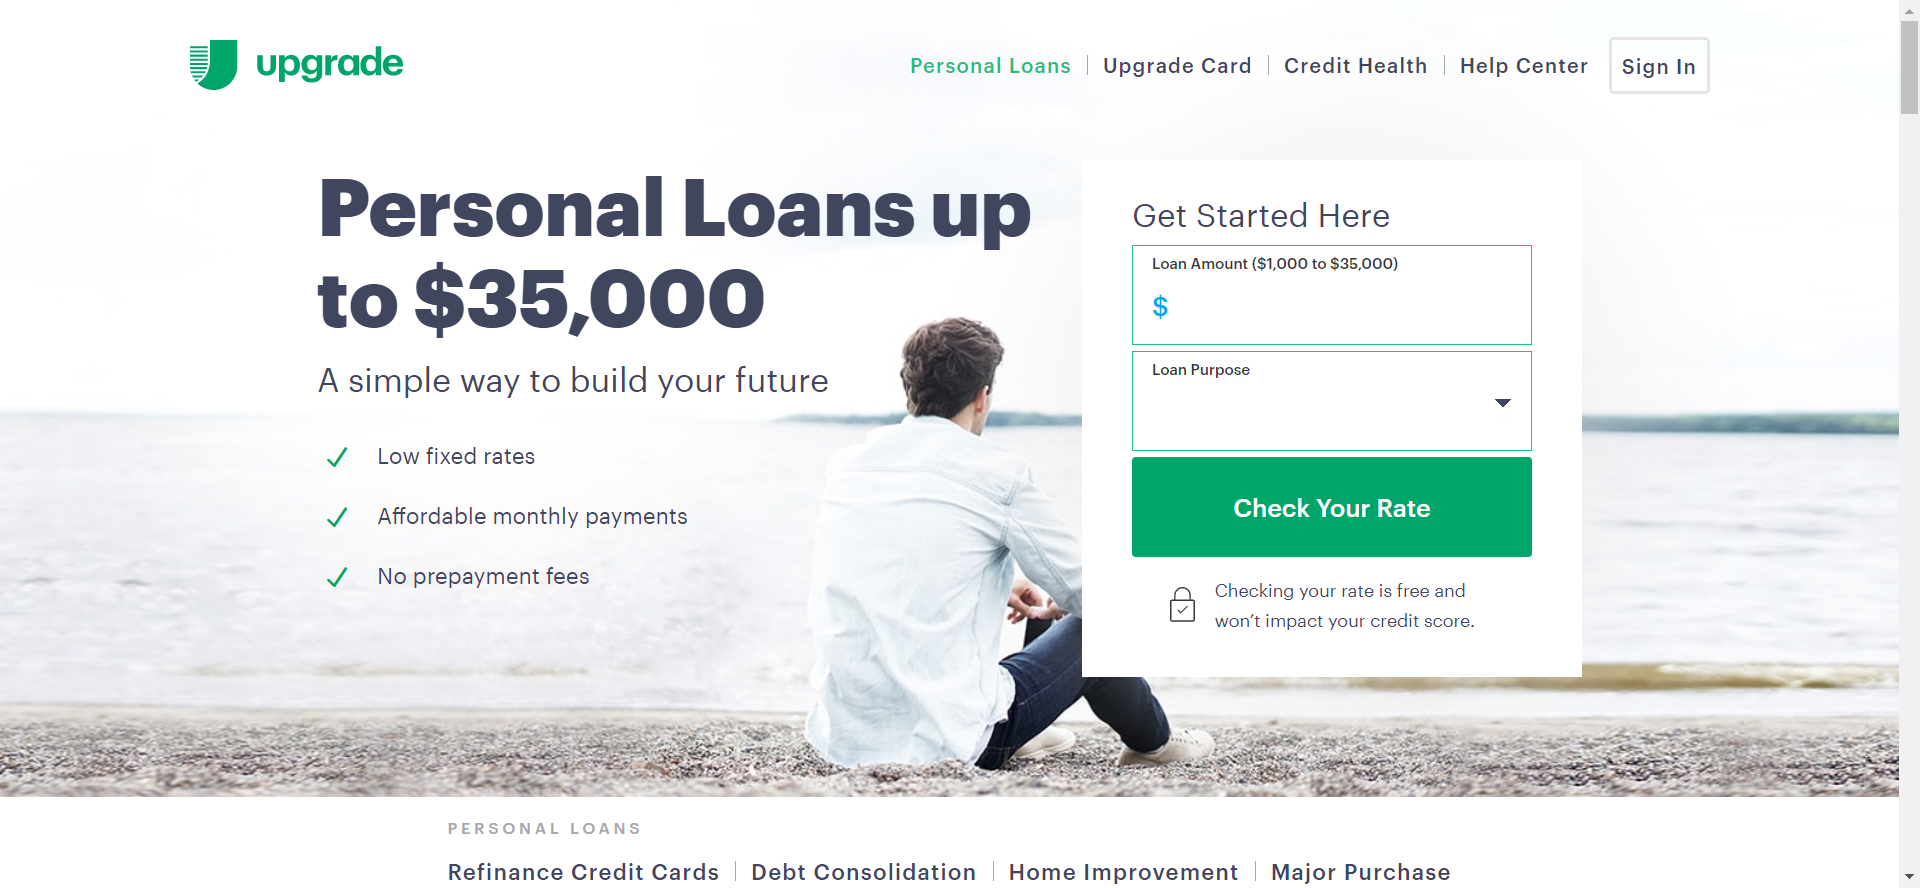 upgrade
Personal Loans
Upgrade Card
Credit Health
Help Center
Sign In
Personal Loans up
to $35,000
A simple way to build your future
Low fixed rates
Affordable monthly payments
No prepayment fees
Get Started Here
Loan Amount ($1,000 to $35,000)
$
Loan Purpose
Check Your Rate
Checking your rate is free and
won’t impact your credit score.
PERSONAL LOANS
Refinance Credit Cards
Debt Consolidation
Home Improvement
Major Purchase